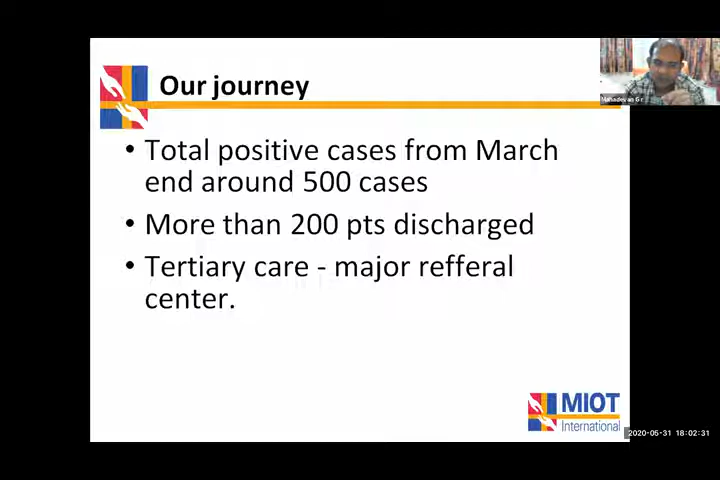 Our journey
Mahadevan G r
• Total positive cases from March
end around 500 cases
• More than 200 pts discharged
• Tertiary care - major refferal
center.
MIOT
International
2020-05-31 18:02:31